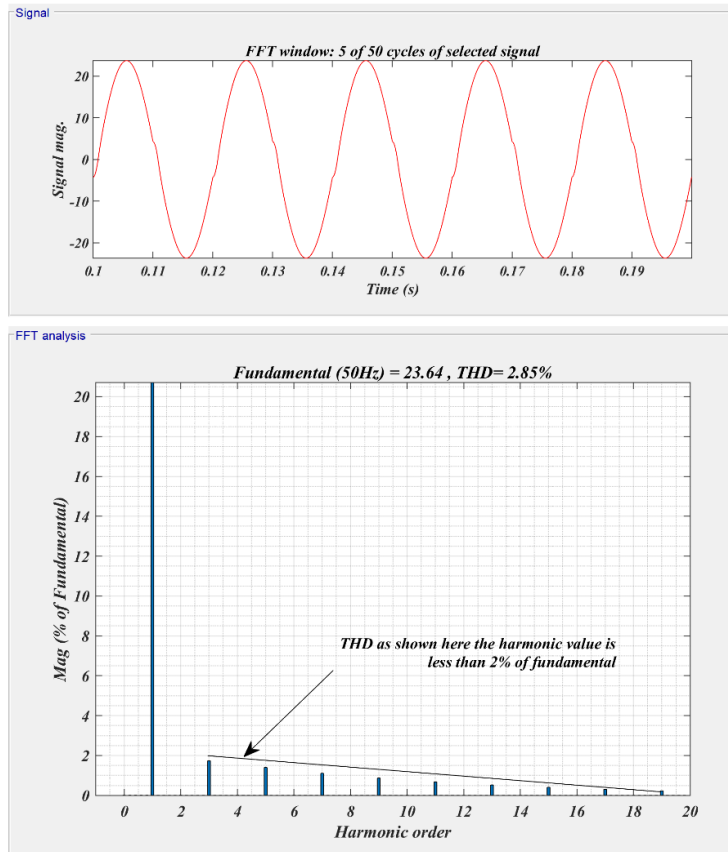 Signal
FFT window: 5 of 50 cycles of selected signal
20
10
0
-10
-20
Signal mag.
0.1 0.11 0.12 0.13 0.14 0.15 0.16 0.17 0.18 0.19
Time (s)
FFT analysis
Fundamental (50Hz) = 23.64 , THD= 2.85%
20
18
16
14
12
10
8
6
4
2
0
Mag (% of Fundamental)
THD as shown here the harmonic value is
less than 2% of fundamental
0 2 4 6 8 10 12 14 16 18 20
Harmonic order